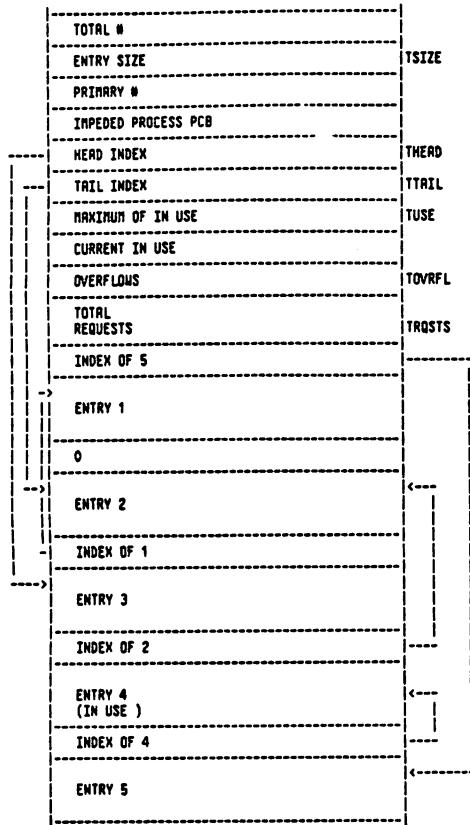 TOTAL #
ENTRY SIZE TSIZE
PRIMARY #
IMPEDED PROCESS PCB
HEAD INDEX THEAD
TAIL INDEX TTAIL
MAXIMUM OF IN USE TUSE
CURRENT IN USE
OVERFLOWS TOVRFL
TOTAL
REQUESTS TRQSTS
INDEX OF 5
ENTRY 1
0
ENTRY 2
INDEX OF 1
ENTRY 3
INDEX OF 2
ENTRY 4
(IN USE )
INDEX OF 4
ENTRY 5